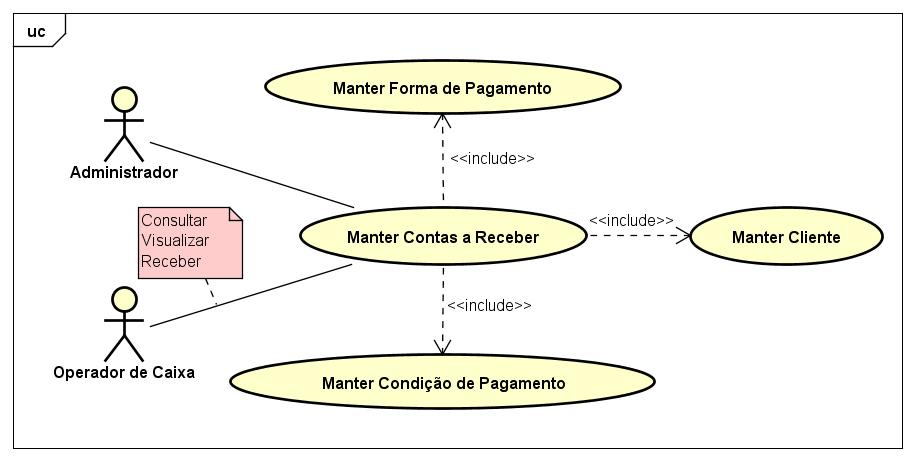 uc
Manter Forma de Pagamento
<<include>>
Administrador
Consultar
Visualizar
Receber
Manter Contas a Receber
<<include>>
Manter Cliente
<<include>>
Operador de Caixa
Manter Condição de Pagamento